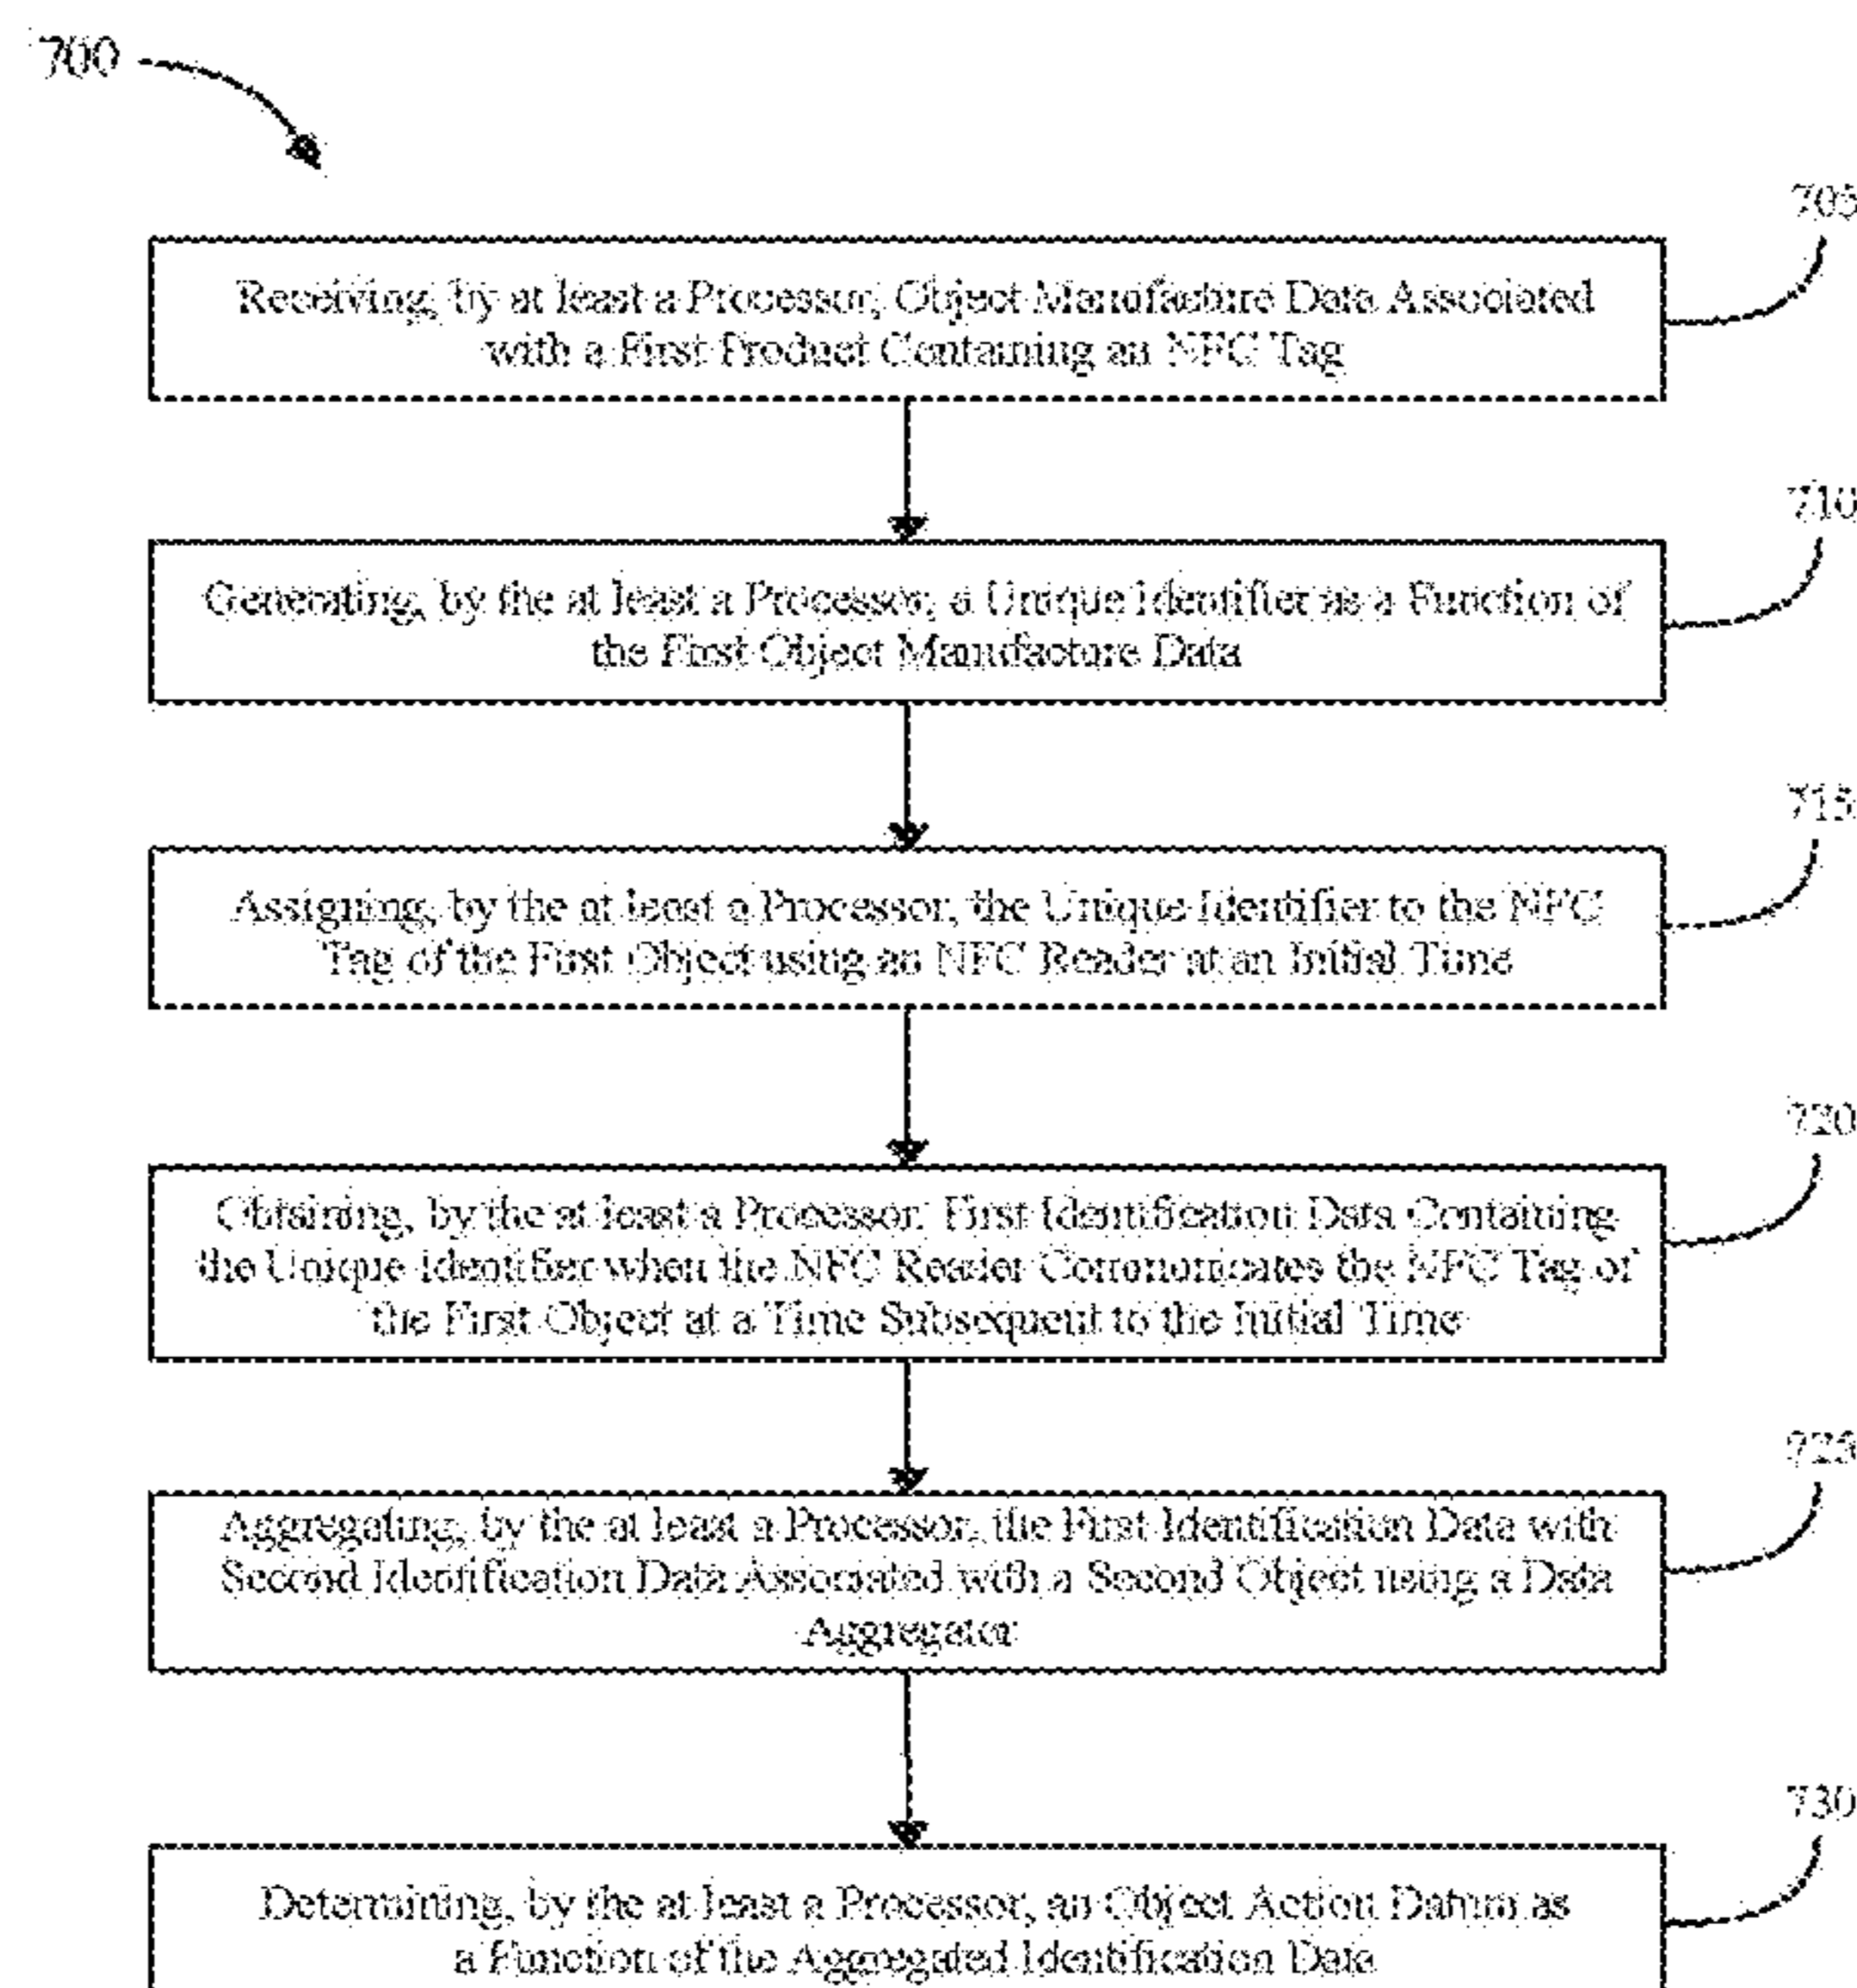 700
705
Receiving, by at least a Processor, Object Manufacture Data Associated
with a First Product Containing an NFC Tag
710
Generating, by the at least a Processor, a Unique Identifier as a Function of
the First Object Manufacture Data
715
Assigning, by the at least a Processor, the Unique Identifier to the NFC
Tag of the First Object using an NFC Reader at an Initial Time
720
Obtaining, by the at least a Processor, First Identification Data Containing
the Unique Identifier when the NFC Reader Communicates the NFC Tag of
the First Object at a Time Subsequent to the Initial Time
725
Aggregating, by the at least a Processor, the First Identification Data with
Second Identification Data Associated with a Second Object using a Data
Aggregator
730
Determining, by the at least a Processor, an Object Action Datum as
a Function of the Aggregated Identification Data